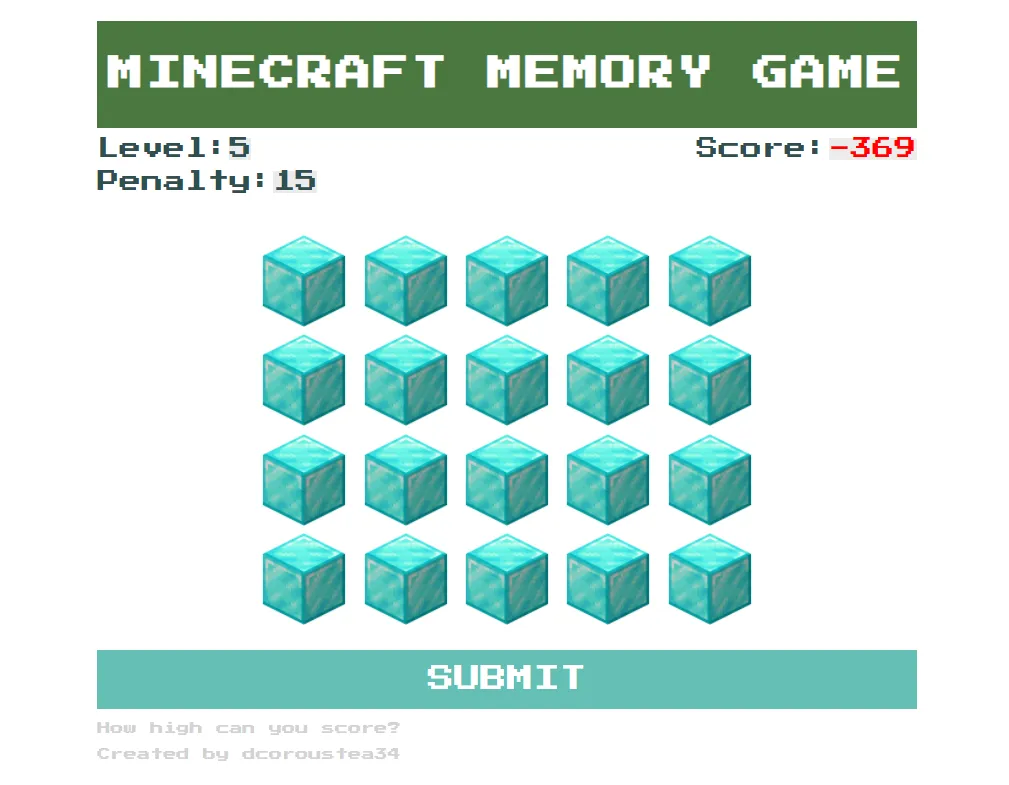 MINECRAFT MEMORY GAME
Level:5
Score:-369
Penalty:15
SUBMIT
How high can you score?
Created by dcoroustea34